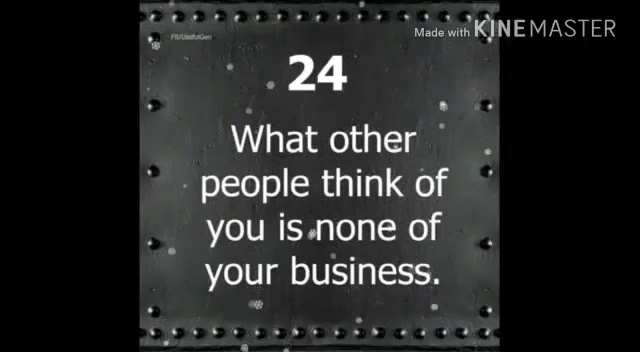 FB/UsefulGen
Made with KINEMASTER
24
What other
people think of
you is none of
your business.